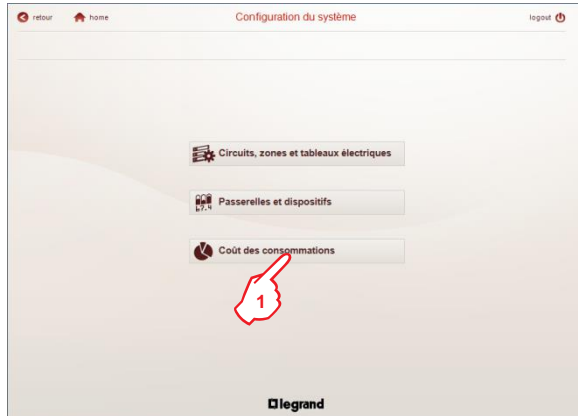 retour home Configuration du système logout
Circuits, zones et tableaux électriques
Passerelles et dispositifs
Coût des consommations
1
legrand